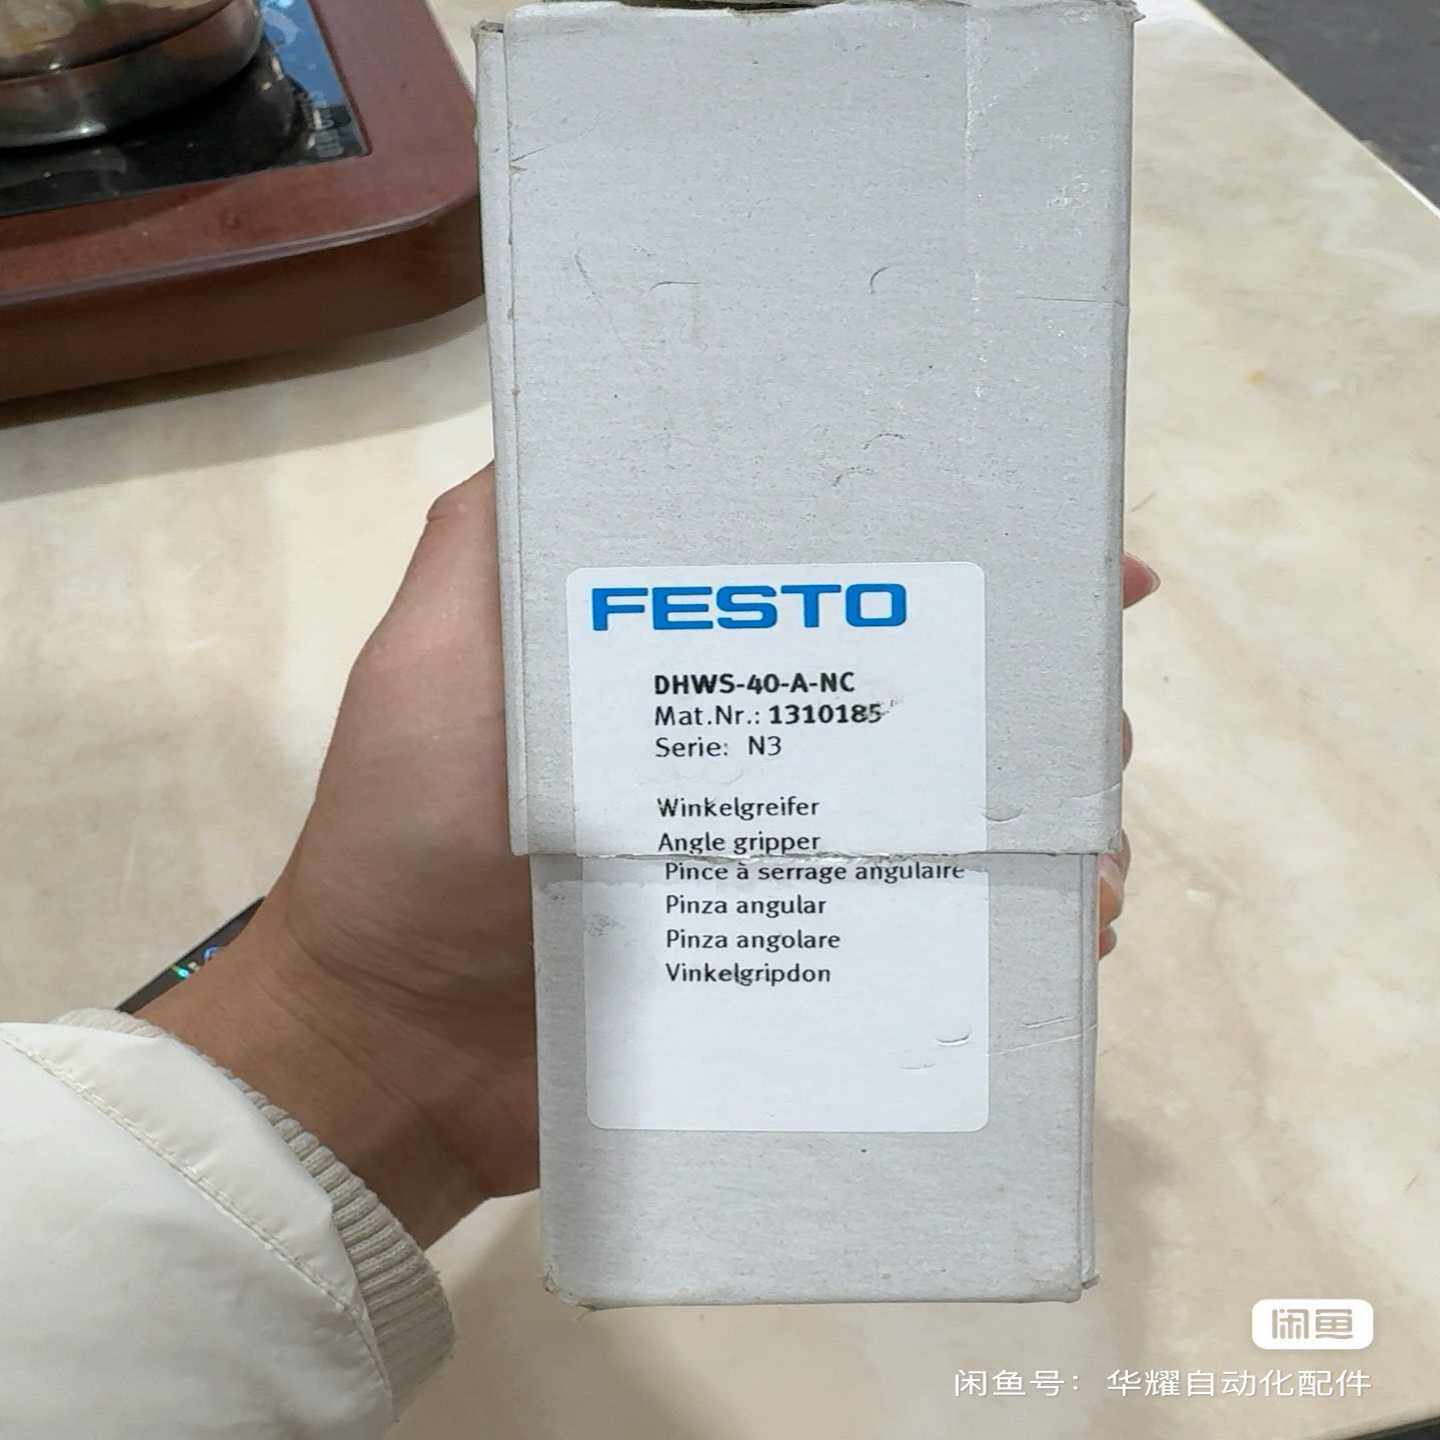 FESTO
DHWS-40-A-NC
Mat.Nr.: 1310185
Serie: N3
Winkelgreifer
Angle gripper
Pince à serrage angulaire
Pinza angular
Pinza angolare
Vinkelgripdon
闲鱼
闲鱼号：华耀自动化配件